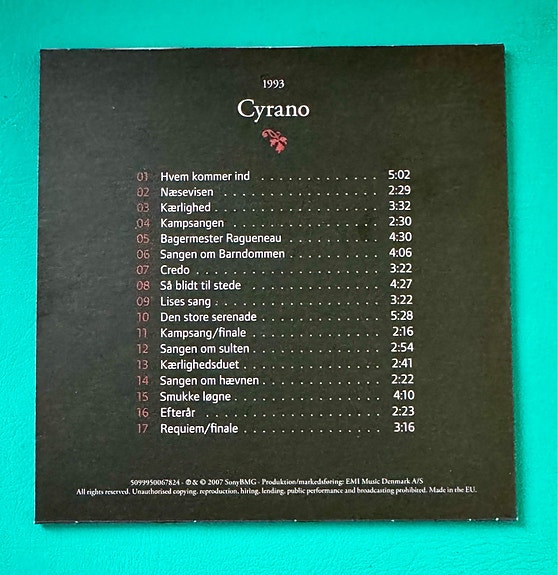 1993
Cyrano
01 Hvem kommer ind . . . . . . . . . . . . . 5:02
02 Næsevisen . . . . . . . . . . . . . . . . 2:29
03 Kærlighed . . . . . . . . . . . . . . . . 3:32
04 Kampsangen . . . . . . . . . . . . . . . 2:30
05 Bagermester Ragueneau . . . . . . . . . . 4:30
06 Sangen om Barndommen . . . . . . . . . 4:06
07 Credo . . . . . . . . . . . . . . . . . . 3:22
08 Så blidt til stede . . . . . . . . . . . . . . 4:27
09 Lises sang . . . . . . . . . . . . . . . . 3:22
10 Den store serenade . . . . . . . . . . . . 5:28
11 Kampsang/finale . . . . . . . . . . . . . 2:16
12 Sangen om sulten . . . . . . . . . . . . . 2:54
13 Kærlighedsduet . . . . . . . . . . . . . . 2:41
14 Sangen om hævnen . . . . . . . . . . . . 2:22
15 Smukke løgne . . . . . . . . . . . . . . . 4:10
16 Efterår . . . . . . . . . . . . . . . . . 2:23
17 Requiem/finale . . . . . . . . . . . . . . 3:16
5099950067824 · ℗ & © 2007 SonyBMG · Produktion/markedsføring: EMI Music Denmark A/S
All rights reserved. Unauthorised copying, reproduction, hiring, lending, public performance and broadcasting prohibited. Made in the EU.